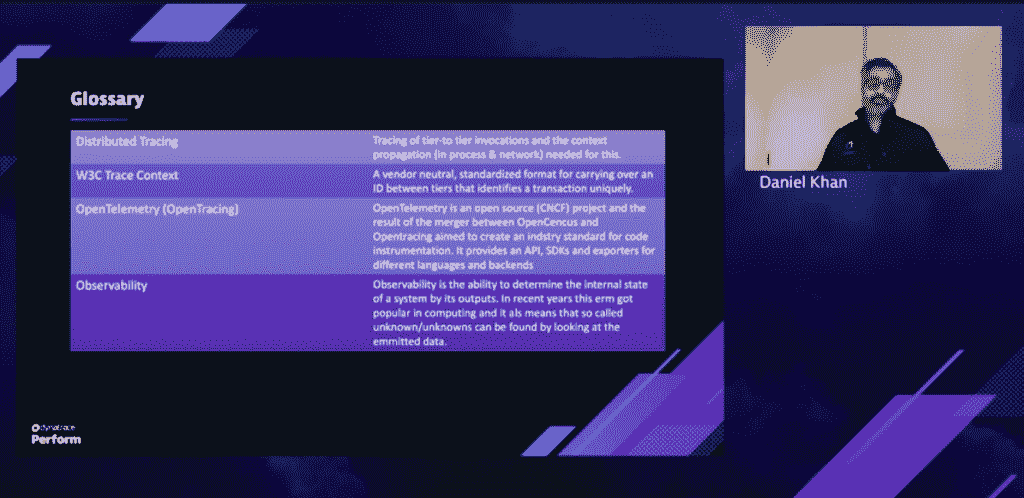 Glossary
Distributed Tracing
Tracing of tier-to tier invocations and the context
propagation (in process & network) needed for this.
W3C Trace Context
A vendor neutral, standardized format for carrying over an
ID between tiers that identifies a transaction uniquely.
OpenTelemetry (OpenTracing)
OpenTelemetry is an open source (CNCF) project and the
result of the merger between OpenCencus and
Opentracing aimed to create an indstry standard for code
instrumentation. It provides an API, SDKs and exporters for
different languages and backends
Observability
Observability is the ability to determine the internal state
of a system by its outputs. In recent years this erm got
popular in computing and it als means that so called
unknown/unknowns can be found by looking at the
emmitted data.
dynatrace
Perform
Daniel Khan